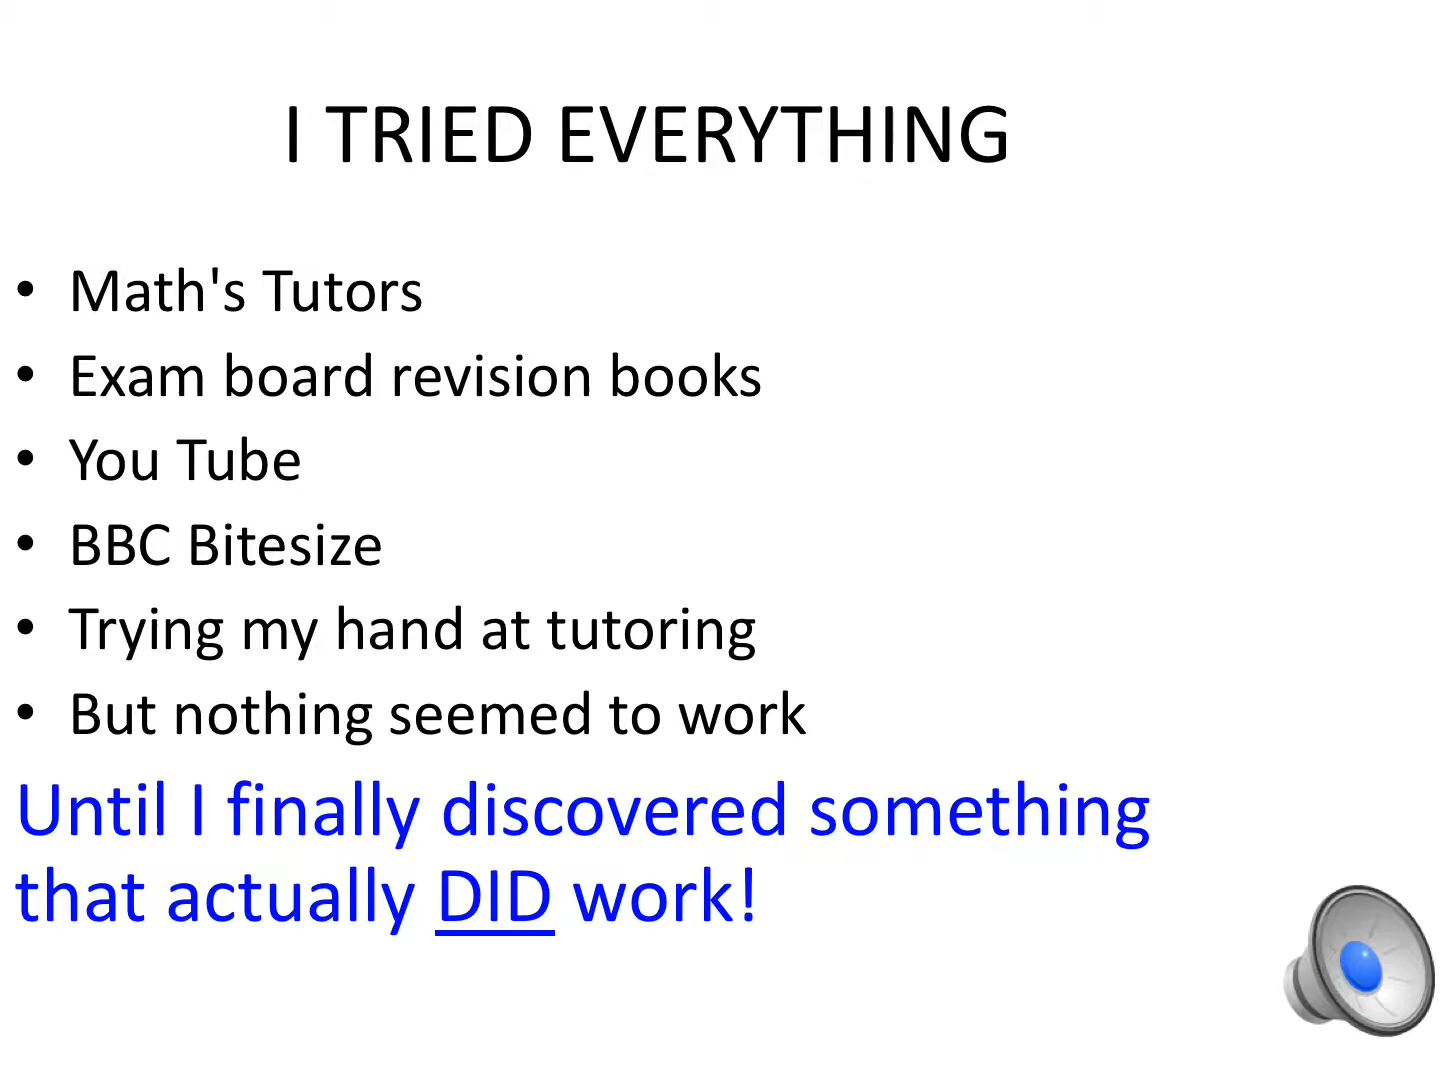 I TRIED EVERYTHING
• Math's Tutors
• Exam board revision books
• You Tube
• BBC Bitesize
• Trying my hand at tutoring
• But nothing seemed to work
Until I finally discovered something
that actually DID work!